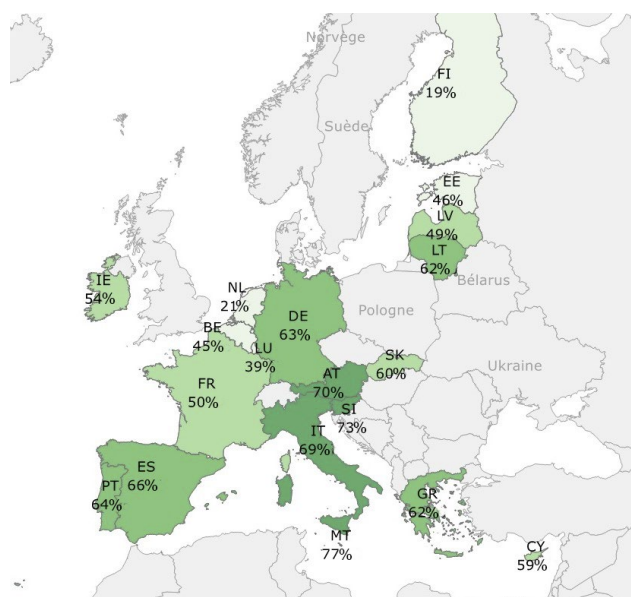 Norvège
FI
19%
Suède
EE
46%
LV
49%
LT
62%
IE
54%
NL
21%
Bélarus
BE
45%
DE
63%
Pologne
LU
39%
SK
60%
Ukraine
AT
70%
FR
50%
SI
73%
IT
69%
ES
66%
PT
64%
GR
62%
MT
77%
CY
59%